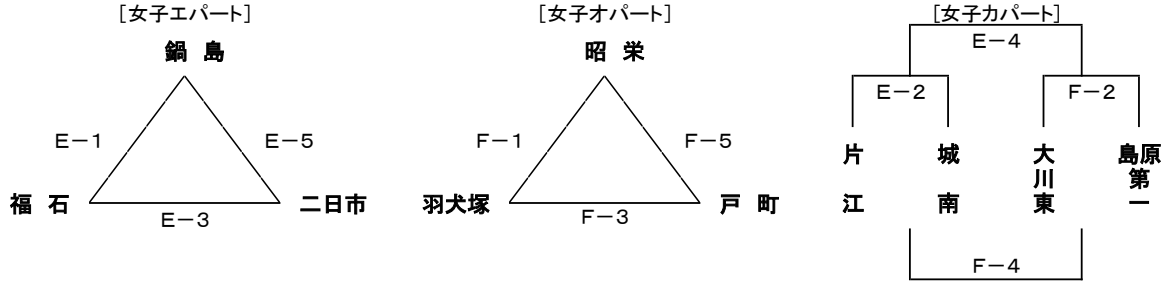 [女子エパート]
鍋 島
E－1
E－5
福 石
二日市
E－3
[女子オパート]
昭 栄
F－1
F－5
羽犬塚
戸 町
F－3
[女子カパート]
E－4
E－2
F－2
片江
城南
大川東
島原第一
F－4